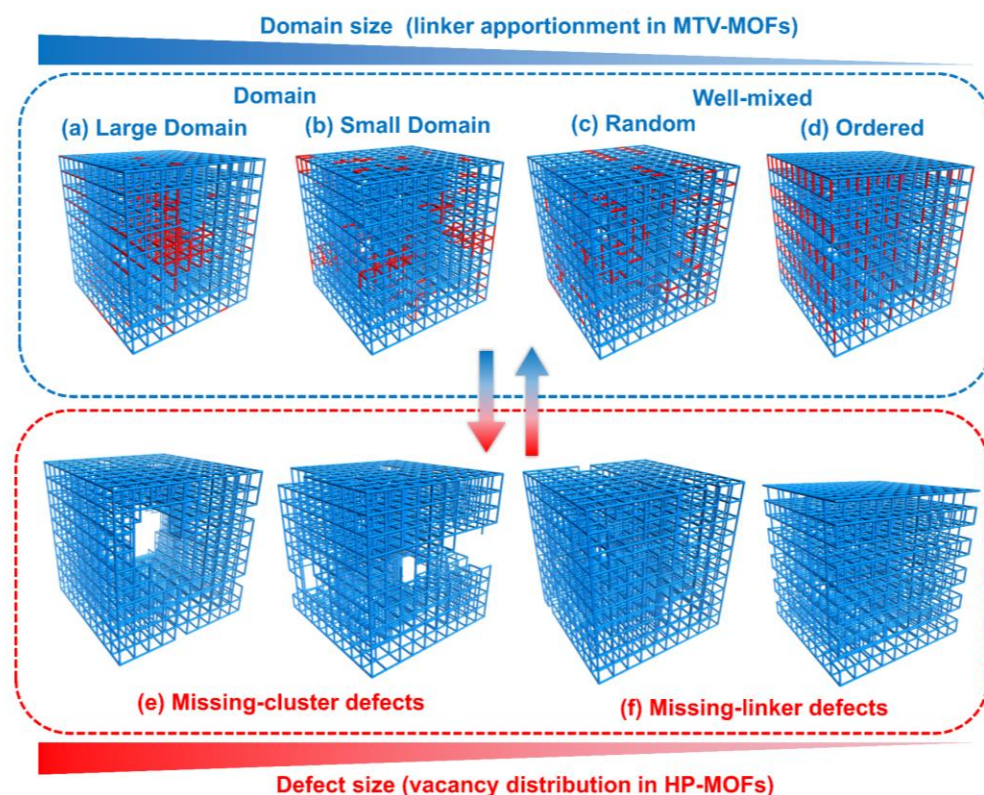 Domain size (linker apportionment in MTV-MOFs)
Domain
Well-mixed
(a) Large Domain
(b) Small Domain
(c) Random
(d) Ordered
(e) Missing-cluster defects
(f) Missing-linker defects
Defect size (vacancy distribution in HP-MOFs)